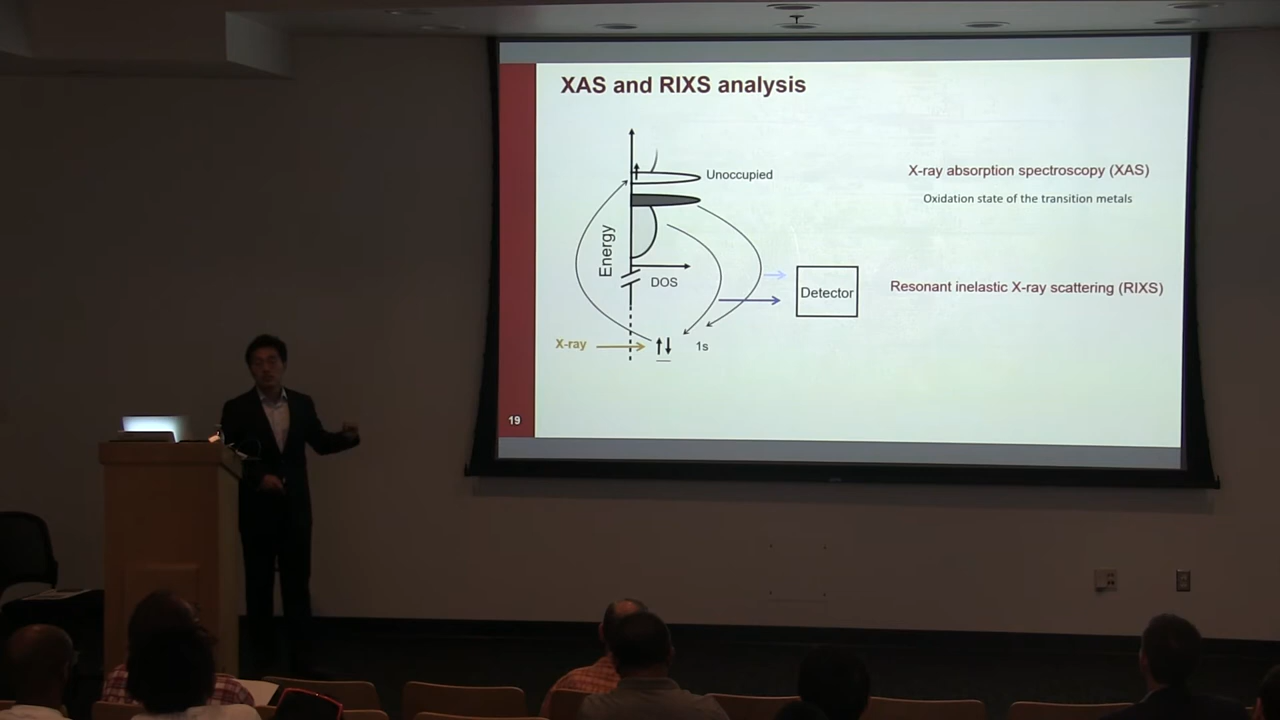 XAS and RIXS analysis
Unoccupied
Energy
DOS
Detector
X-ray
1s
X-ray absorption spectroscopy (XAS)
Oxidation state of the transition metals
Resonant inelastic X-ray scattering (RIXS)
19